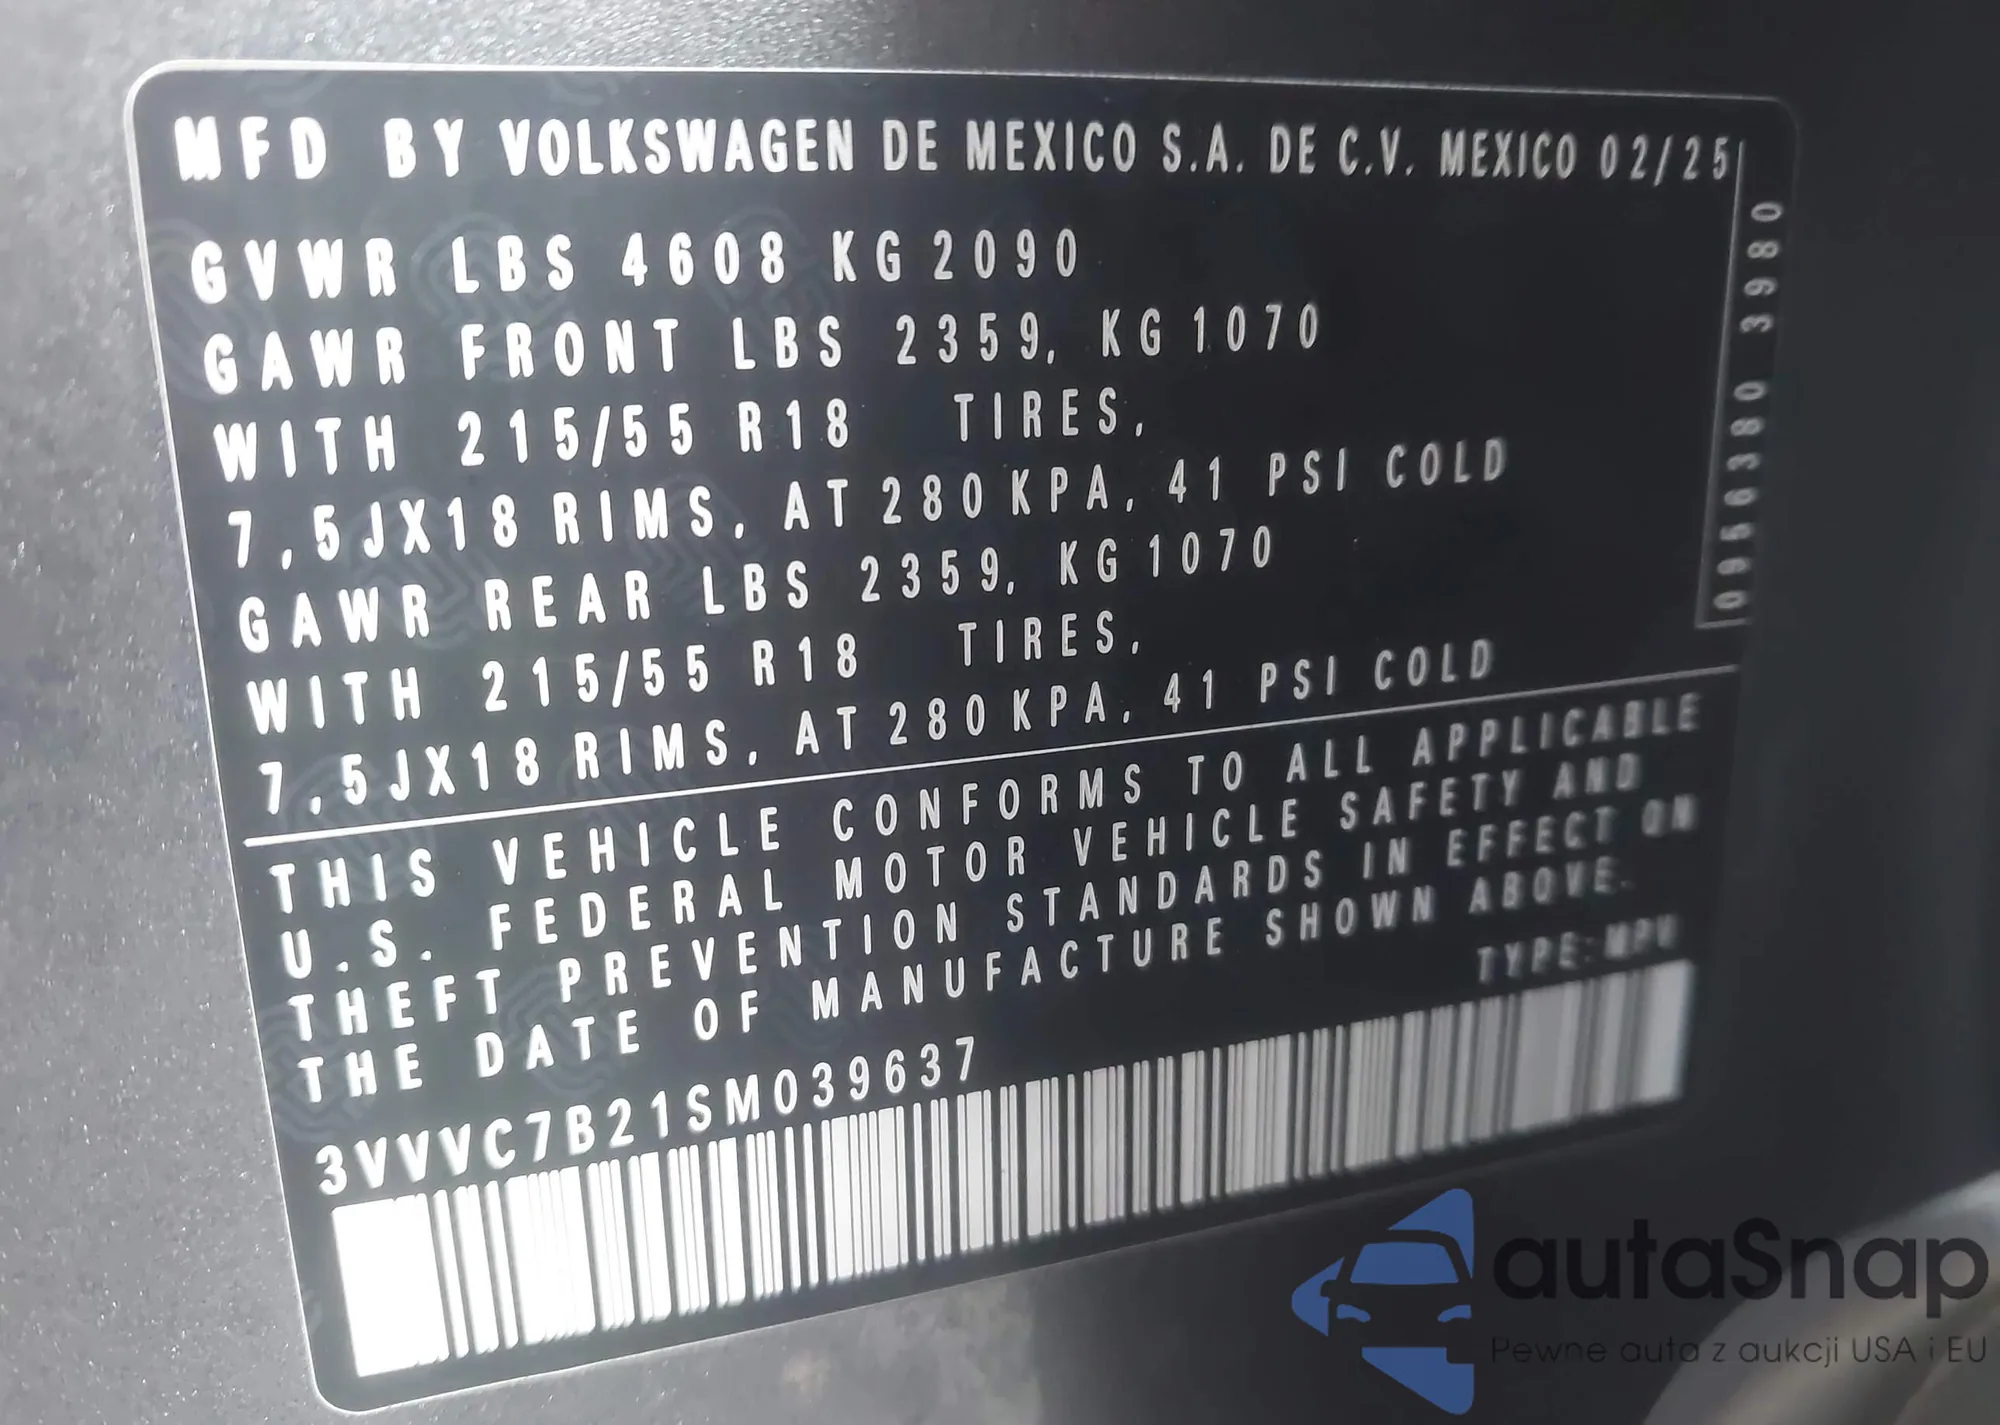 MFD BY VOLKSWAGEN DE MEXICO S.A. DE C.V. MEXICO 02/25
GVWR LBS 4608 KG 2090
GAWR FRONT LBS 2359, KG 1070
WITH 215/55 R18 TIRES,
7,5JX18 RIMS, AT 280 KPA, 41 PSI COLD
GAWR REAR LBS 2359, KG 1070
WITH 215/55 R18 TIRES,
7,5JX18 RIMS, AT 280 KPA, 41 PSI COLD
0956380 3980
THIS VEHICLE CONFORMS TO ALL APPLICABLE
U.S. FEDERAL MOTOR VEHICLE SAFETY AND
THEFT PREVENTION STANDARDS IN EFFECT ON
THE DATE OF MANUFACTURE SHOWN ABOVE.
TYPE: MPV
3VVVC7B21SM039637
autaSnap
Pewne auta z aukcji USA i EU